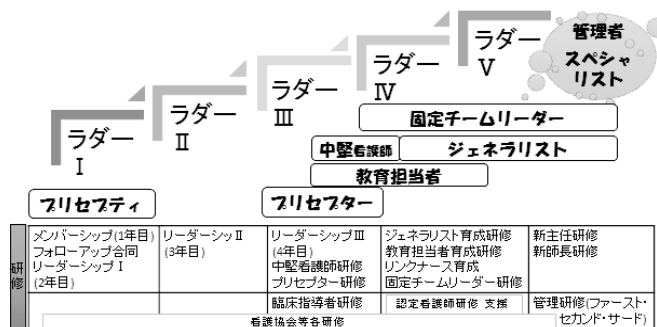 管理者
スペシャ
リスト
ラダー
Ⅴ
ラダー
Ⅳ
ラダー
Ⅲ
ラダー
Ⅱ
ラダー
Ⅰ
固定チームリーダー
中堅看護師
ジェネラリスト
教育担当者
プリセプティ
プリセプター
研修
メンバーシップ(1年目)
フォローアップ合同
リーダーシップⅠ
(2年目)
リーダーシッⅡ
(3年目)
リーダーシップⅢ
(4年目)
中堅看護師研修
プリセプター研修
ジェネラリスト育成研修
教育担当者育成研修
リンクナース育成
固定チームリーダー研修
新主任研修
新師長研修
臨床指導者研修
認定看護師研修 支援
管理研修(ファースト・
セカンド・サード)
看護協会等各研修